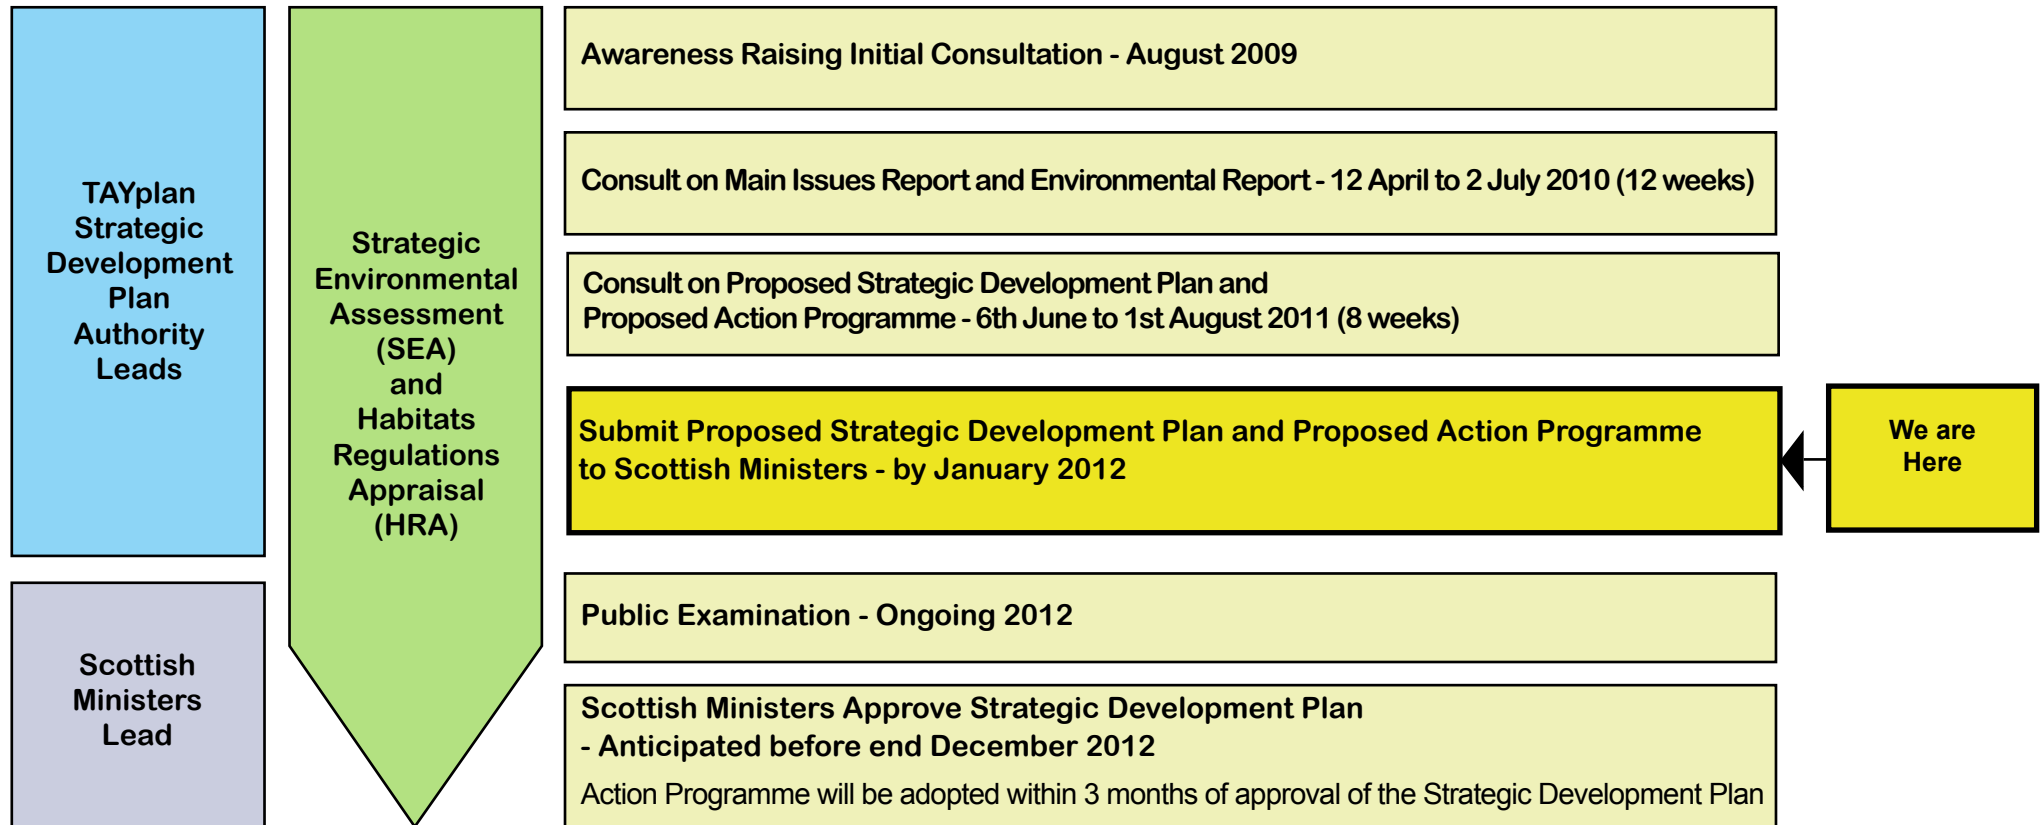 TAYplan
Strategic
Development
Plan
Authority
Leads
Scottish
Ministers
Lead
Strategic
Environmental
Assessment
(SEA)
and
Habitats
Regulations
Appraisal
(HRA)
Awareness Raising Initial Consultation - August 2009
Consult on Main Issues Report and Environmental Report - 12 April to 2 July 2010 (12 weeks)
Consult on Proposed Strategic Development Plan and
Proposed Action Programme - 6th June to 1st August 2011 (8 weeks)
Submit Proposed Strategic Development Plan and Proposed Action Programme
to Scottish Ministers - by January 2012
We are
Here
Public Examination - Ongoing 2012
Scottish Ministers Approve Strategic Development Plan
- Anticipated before end December 2012
Action Programme will be adopted within 3 months of approval of the Strategic Development Plan